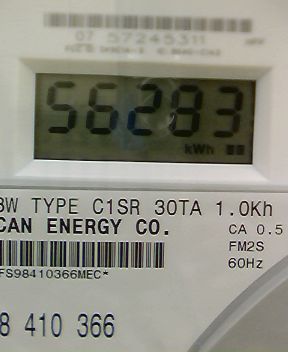 07 57245311
56283
kWh
3W TYPE C1SR 30TA 1.0Kh
CAN ENERGY CO.
CA 0.5
FM2S
60Hz
FS98410366MEC*
8 410 366